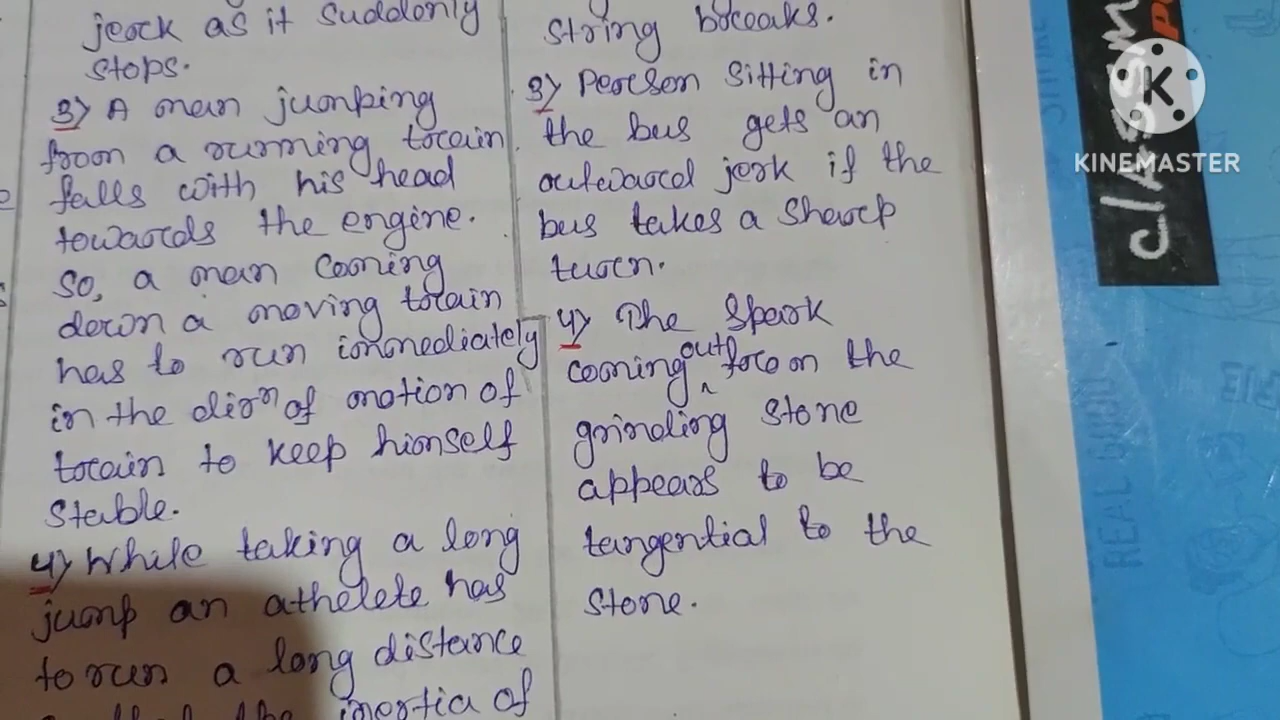 jerk as it suddenly
stops.
3) A man jumping
from a running train
falls with his head
towards the engine.
So, a man coming
down a moving train
has to run immediately
in the dirⁿ of motion of
train to keep himself
stable.
4) While taking a long
jump an athelete has
to run a long distance
the inertia of
string breaks.
3) Person sitting in
the bus gets an
outward jerk if the
bus takes a sharp
turn.
4) The spark
coming out from the
grinding stone
appears to be
tangential to the
stone.
K
KINEMASTER